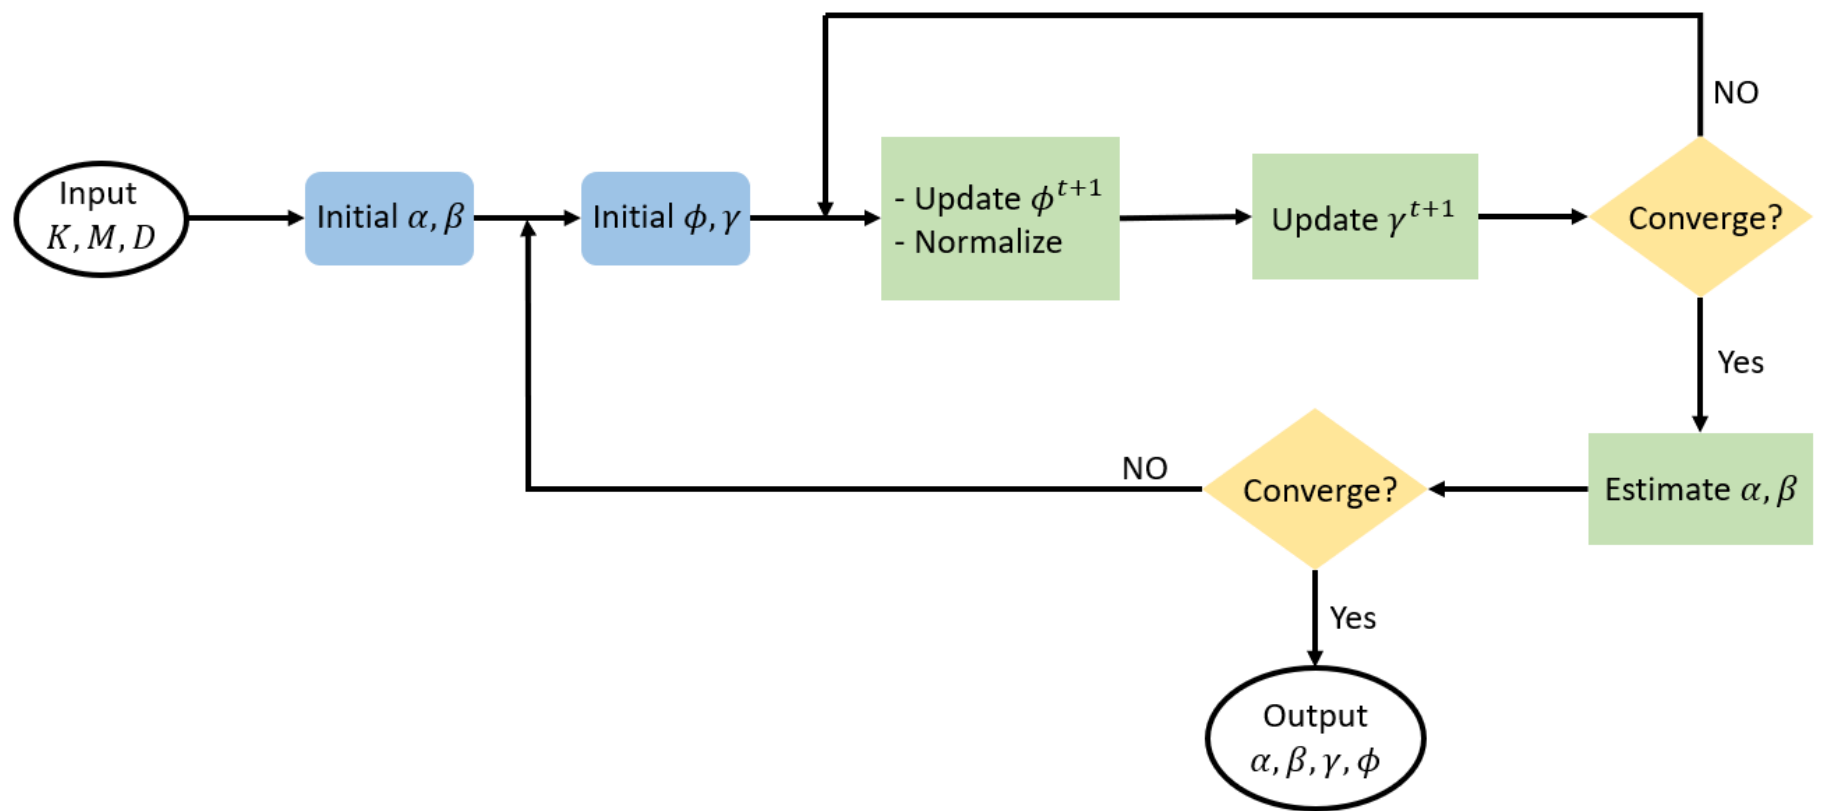 Input
K, M, D
Initial α, β
Initial ϕ, γ
- Update ϕ^{t+1}
- Normalize
Update γ^{t+1}
Converge?
NO
Yes
Estimate α, β
Converge?
NO
Yes
Output
α, β, γ, ϕ